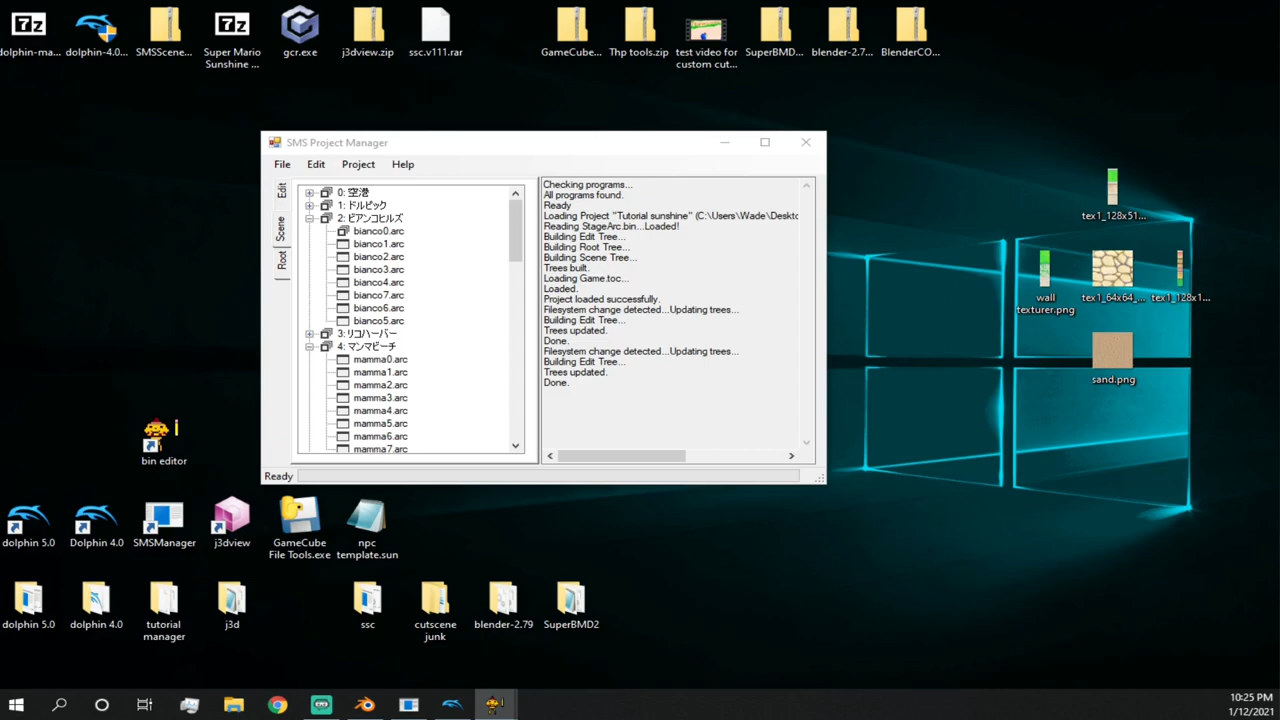 dolphin-ma...
dolphin-4.0...
SMSScene...
Super Mario
Sunshine ...
gcr.exe
j3dview.zip
ssc.v111.rar
GameCube...
Thp tools.zip
test video for
custom cut...
SuperBMD...
blender-2.7...
BlenderCO...
SMS Project Manager
File
Edit
Project
Help
Edit
Scene
Root
0: 空港
1: ドルピック
2: ビアンコヒルズ
bianco0.arc
bianco1.arc
bianco2.arc
bianco3.arc
bianco4.arc
bianco7.arc
bianco6.arc
bianco5.arc
3: リコハーバー
4: マンマビーチ
mamma0.arc
mamma1.arc
mamma2.arc
mamma3.arc
mamma4.arc
mamma5.arc
mamma6.arc
mamma7.arc
Checking programs...
All programs found.
Ready
Loading Project "Tutorial sunshine" (C:\Users\Wade\Deskto
Reading StageArc.bin...Loaded!
Building Edit Tree...
Building Root Tree...
Building Scene Tree...
Trees built.
Loading Game.toc...
Loaded.
Project loaded successfully.
Filesystem change detected...Updating trees...
Building Edit Tree...
Trees updated.
Done.
Filesystem change detected...Updating trees...
Building Edit Tree...
Trees updated.
Done.
Ready
tex1_128x51...
wall
texturer.png
tex1_64x64_...
tex1_128x1...
sand.png
bin editor
dolphin 5.0
Dolphin 4.0
SMSManager
j3dview
GameCube
File Tools.exe
npc
template.sun
dolphin 5.0
dolphin 4.0
tutorial
manager
j3d
ssc
cutscene
junk
blender-2.79
SuperBMD2
10:25 PM
1/12/2021